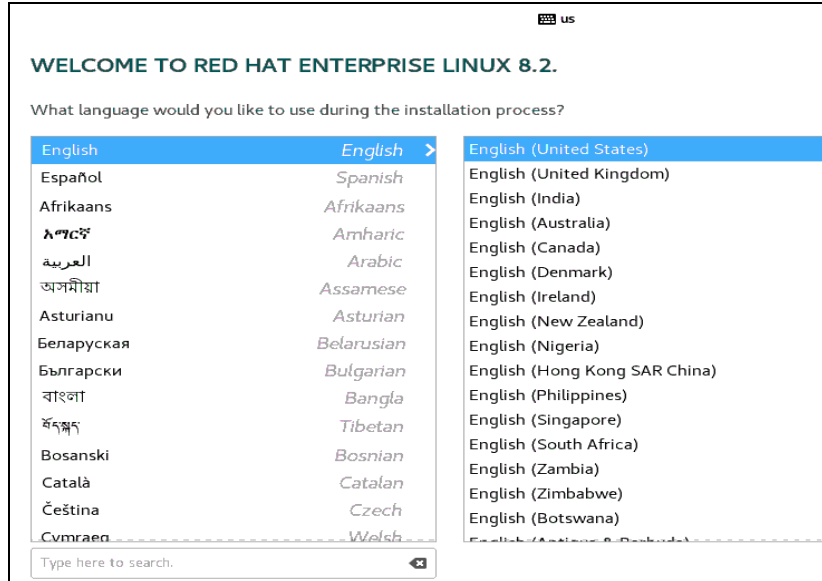 us
WELCOME TO RED HAT ENTERPRISE LINUX 8.2.
What language would you like to use during the installation process?
English English
Español Spanish
Afrikaans Afrikaans
አማርኛ Amharic
العربية Arabic
অসমীয়া Assamese
Asturianu Asturian
Беларуская Belarusian
Български Bulgarian
বাংলা Bangla
བོད་སྐད་ Tibetan
Bosanski Bosnian
Català Catalan
Čeština Czech
Cymraeg Welsh
Type here to search.
English (United States)
English (United Kingdom)
English (India)
English (Australia)
English (Canada)
English (Denmark)
English (Ireland)
English (New Zealand)
English (Nigeria)
English (Hong Kong SAR China)
English (Philippines)
English (Singapore)
English (South Africa)
English (Zambia)
English (Zimbabwe)
English (Botswana)
English (Antigua & Barbuda)